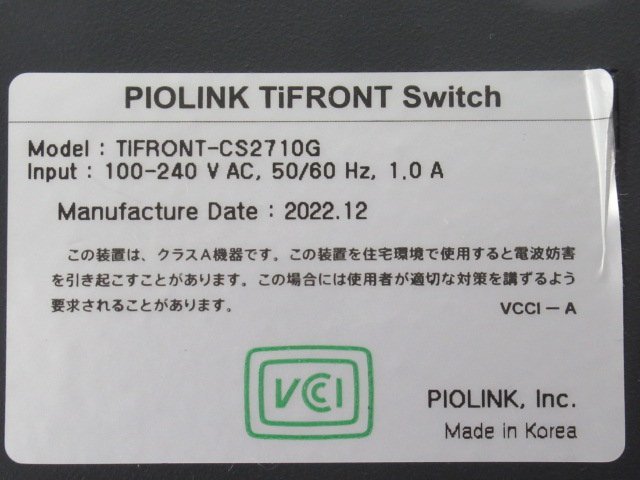 PIOLINK TiFRONT Switch
Model : TIFRONT-CS2710G
Input : 100-240 V AC, 50/60 Hz, 1.0 A
Manufacture Date : 2022.12
この装置は、クラスA機器です。この装置を住宅環境で使用すると電波妨害
を引き起こすことがあります。この場合には使用者が適切な対策を講ずるよう
要求されることがあります。 VCCI－A
VCCI
PIOLINK, Inc.
Made in Korea